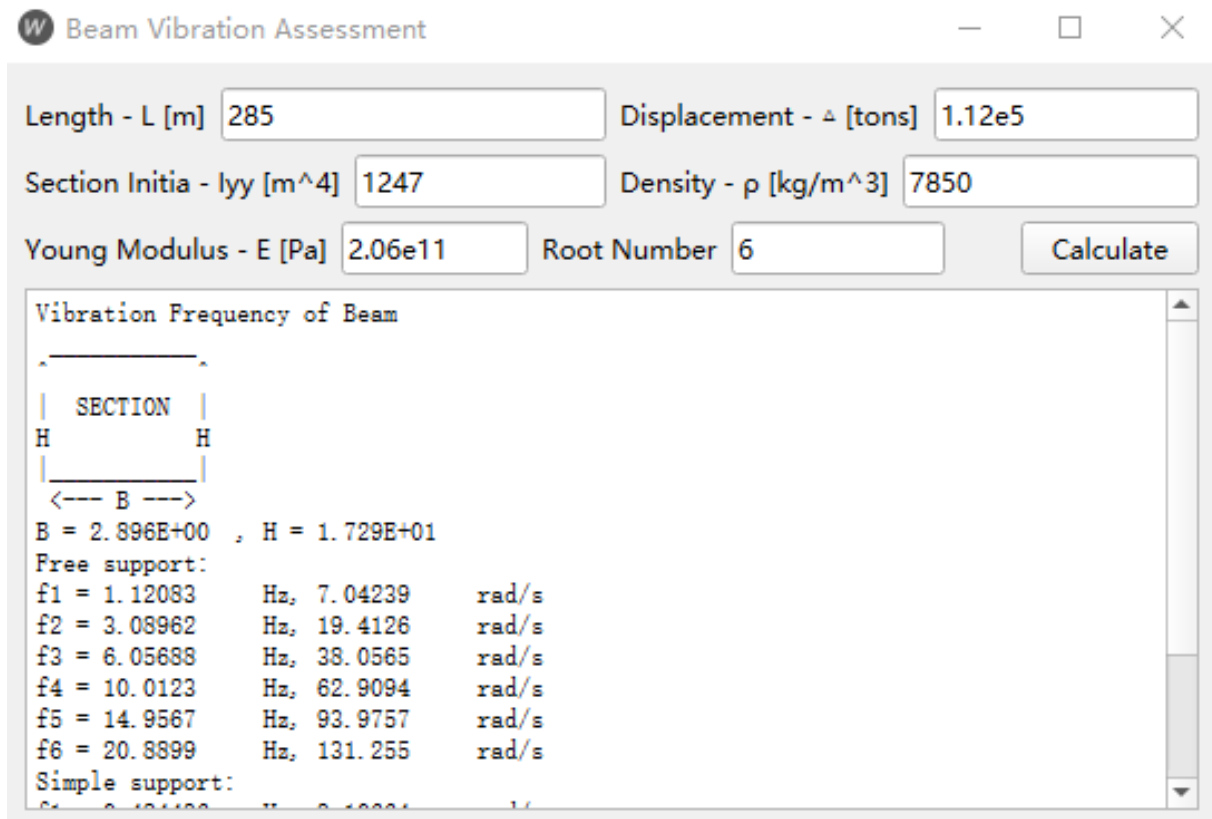 W Beam Vibration Assessment
Length - L [m] 285 Displacement - △ [tons] 1.12e5
Section Initia - Iyy [m^4] 1247 Density - ρ [kg/m^3] 7850
Young Modulus - E [Pa] 2.06e11 Root Number 6 Calculate
Vibration Frequency of Beam
.___________.
| SECTION |
H H
|___________|
<--- B --->
B = 2.896E+00 , H = 1.729E+01
Free support:
f1 = 1.12083 Hz, 7.04239 rad/s
f2 = 3.08962 Hz, 19.4126 rad/s
f3 = 6.05688 Hz, 38.0565 rad/s
f4 = 10.0123 Hz, 62.9094 rad/s
f5 = 14.9567 Hz, 93.9757 rad/s
f6 = 20.8899 Hz, 131.255 rad/s
Simple support: